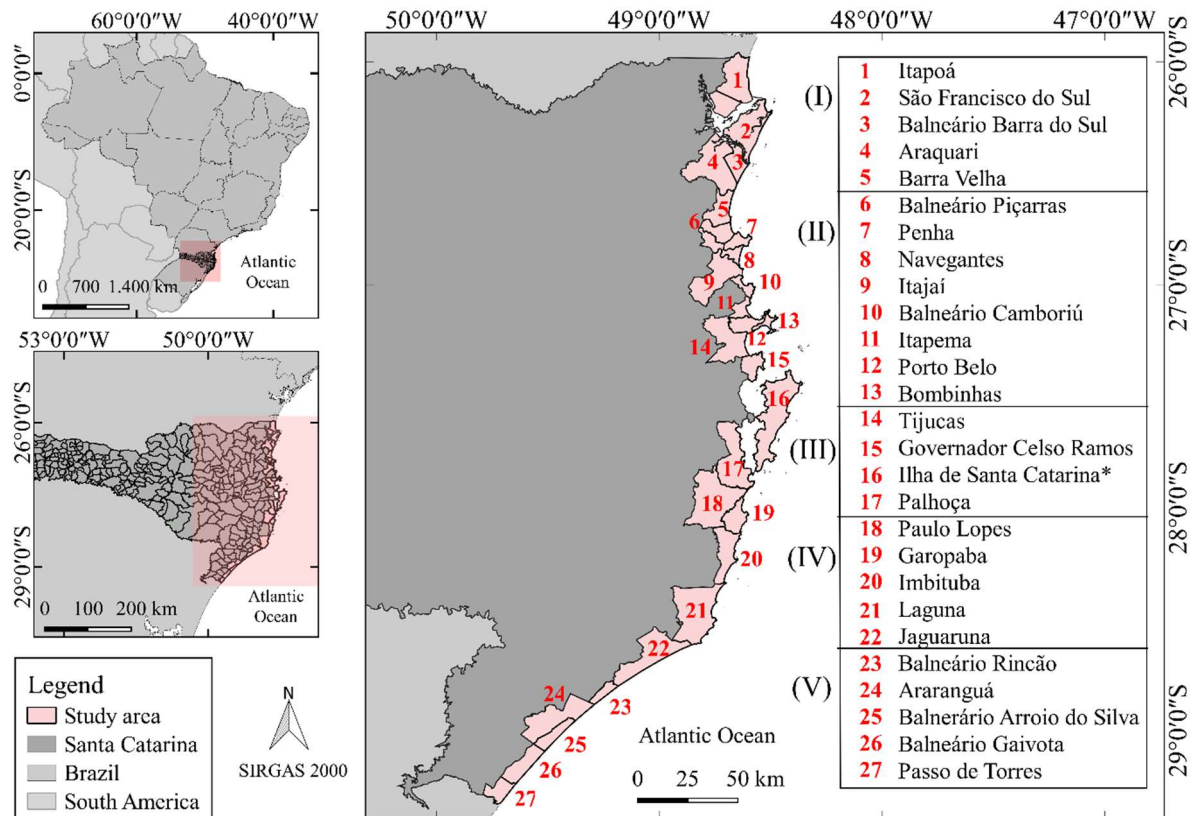 60°0'0"W 40°0'0"W
0°0'0"
20°0'0"S
40°0'0"S
Atlantic
Ocean
0 700 1.400 km
53°0'0"W 50°0'0"W
26°0'0"S
29°0'0"S
Atlantic
Ocean
0 100 200 km
Legend
Study area
Santa Catarina
Brazil
South America
N
SIRGAS 2000
50°0'0"W 49°0'0"W 48°0'0"W 47°0'0"W
26°0'0"S
27°0'0"S
28°0'0"S
29°0'0"S
1
2
3
4
5
6
7
8
9
10
11
12
13
14
15
16
17
18
19
20
21
22
23
24
25
26
27
Atlantic Ocean
0 25 50 km
(I)
1 Itapoá
2 São Francisco do Sul
3 Balneário Barra do Sul
4 Araquari
5 Barra Velha
(II)
6 Balneário Piçarras
7 Penha
8 Navegantes
9 Itajaí
10 Balneário Camboriú
11 Itapema
12 Porto Belo
13 Bombinhas
(III)
14 Tijucas
15 Governador Celso Ramos
16 Ilha de Santa Catarina*
17 Palhoça
(IV)
18 Paulo Lopes
19 Garopaba
20 Imbituba
21 Laguna
22 Jaguaruna
(V)
23 Balneário Rincão
24 Araranguá
25 Balnerário Arroio do Silva
26 Balneário Gaivota
27 Passo de Torres